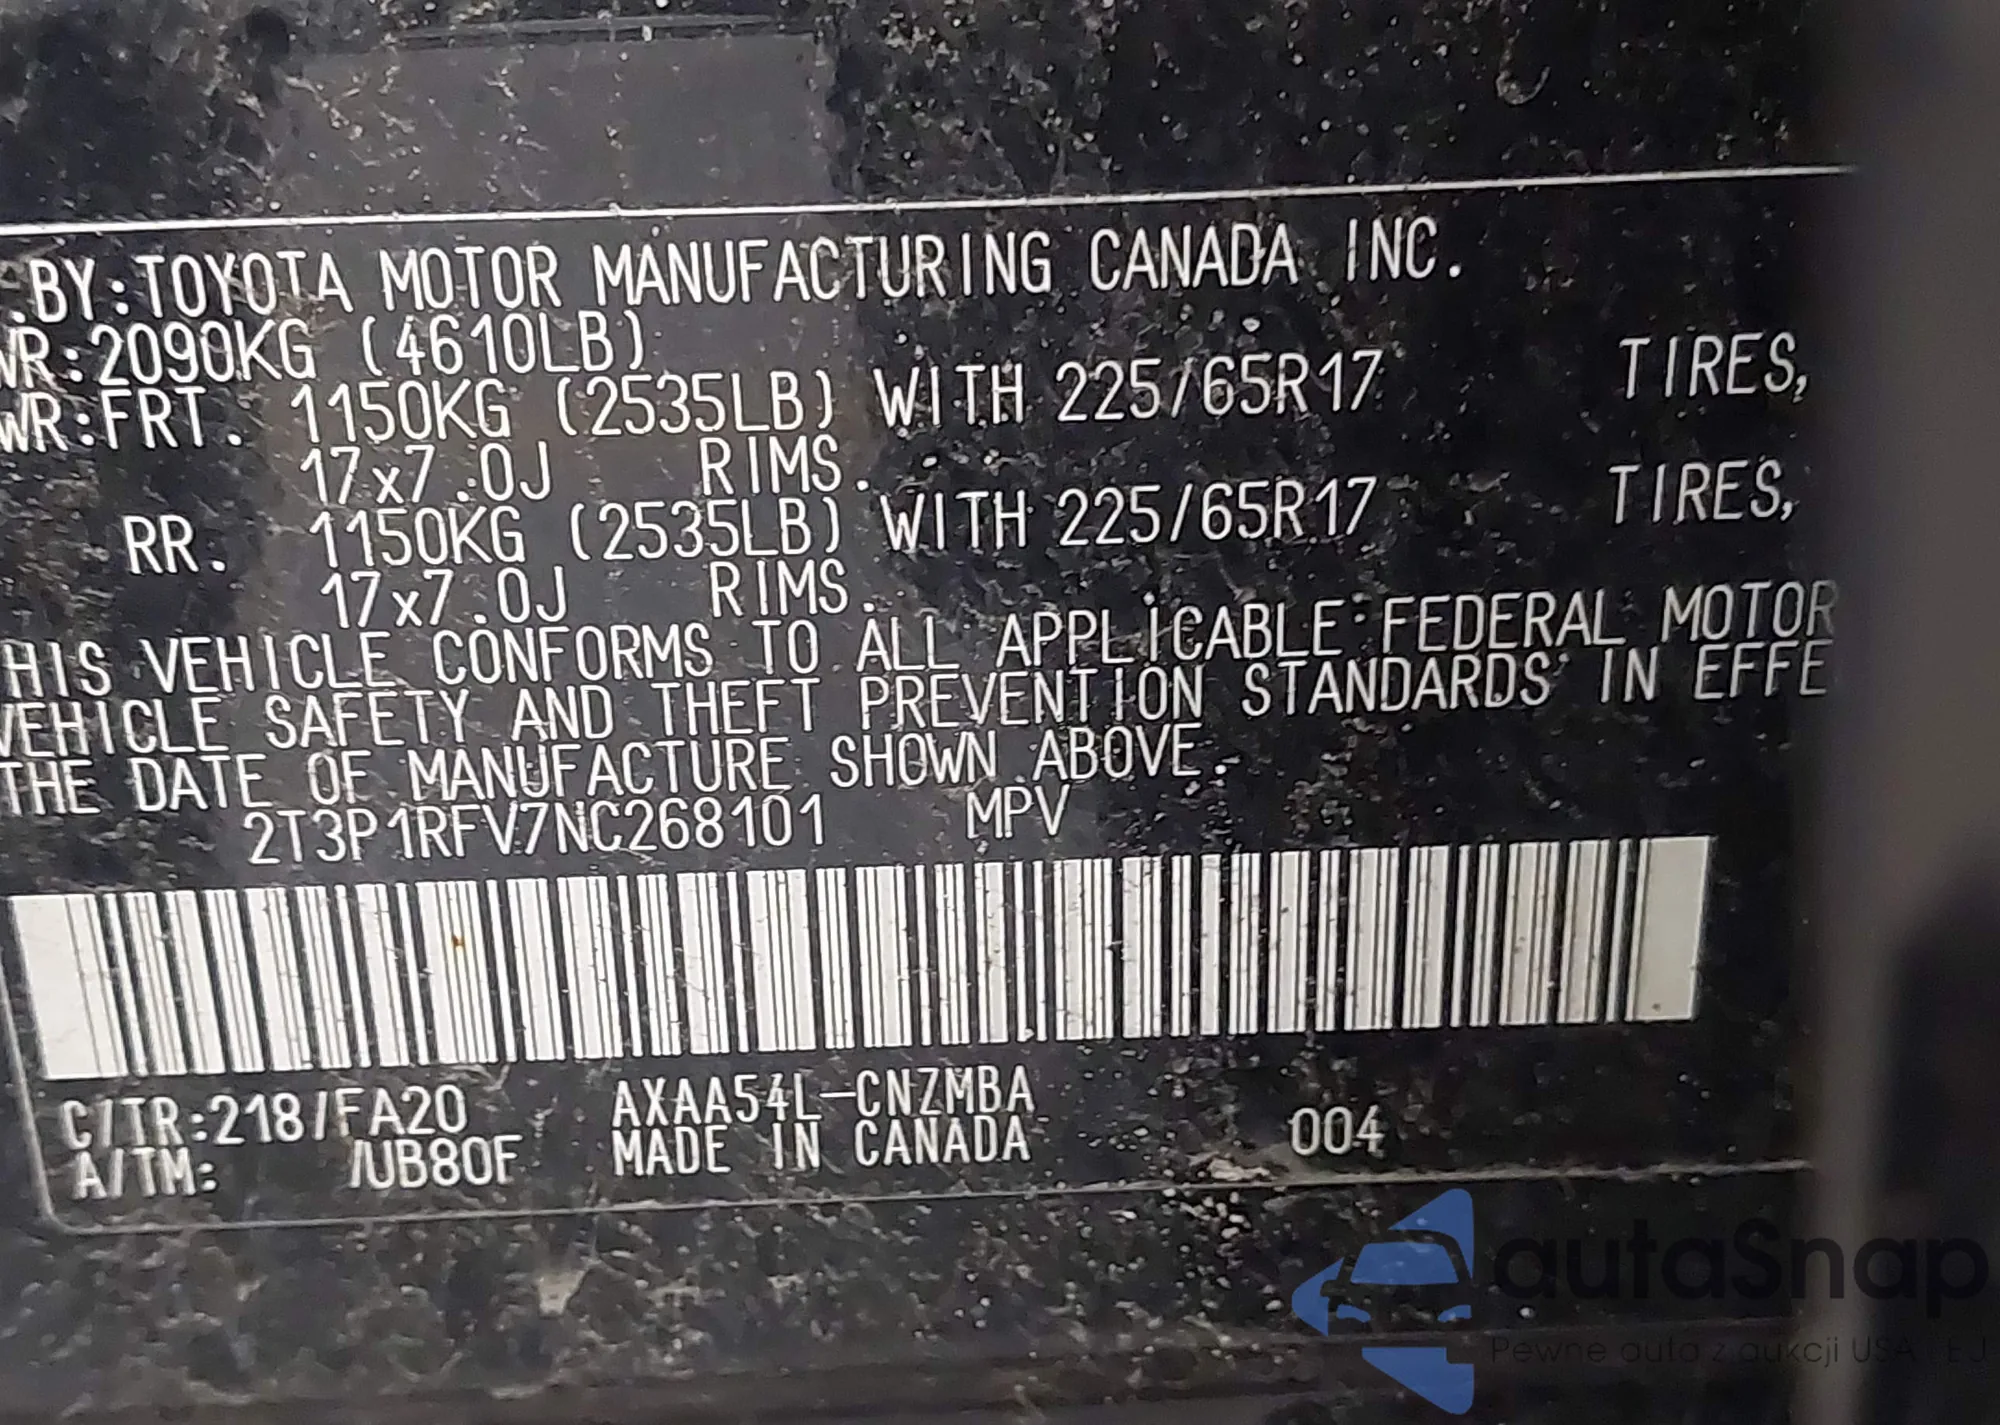 .BY:TOYOTA MOTOR MANUFACTURING CANADA INC.
WR:2090KG (4610LB)
WR:FRT. 1150KG (2535LB) WITH 225/65R17 TIRES,
17x7.0J RIMS.
RR. 1150KG (2535LB) WITH 225/65R17 TIRES,
17x7.0J RIMS.
HIS VEHICLE CONFORMS TO ALL APPLICABLE FEDERAL MOTOR
VEHICLE SAFETY AND THEFT PREVENTION STANDARDS IN EFFE
THE DATE OF MANUFACTURE SHOWN ABOVE.
2T3P1RFV7NC268101 MPV
C/TR:218/FA20 AXAA54L-CNZMBA
A/TM: /UB80F MADE IN CANADA 004
autaSnap
Pewne auta z aukcji USA i EJ